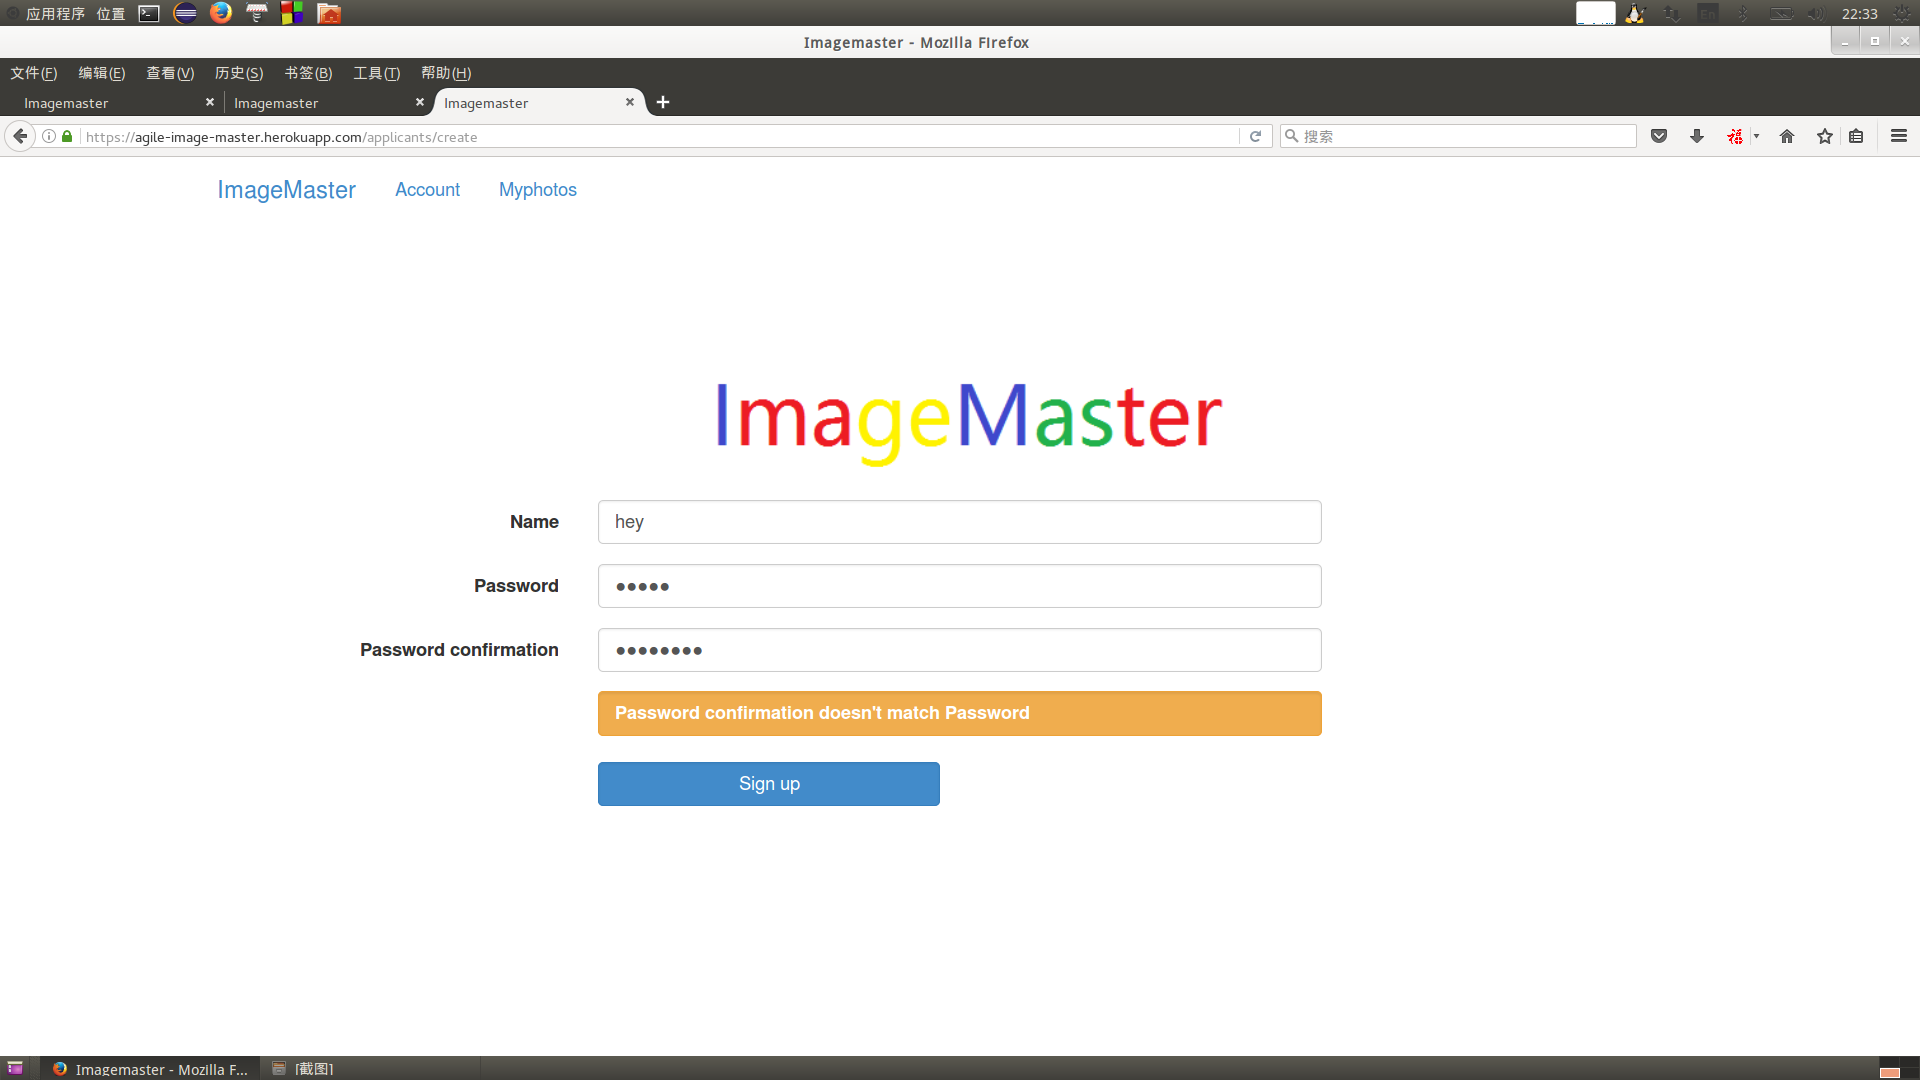 应用程序 位置 En 22:33
Imagemaster - Mozilla Firefox
文件(F) 编辑(E) 查看(V) 历史(S) 书签(B) 工具(T) 帮助(H)
Imagemaster Imagemaster Imagemaster
https://agile-image-master.herokuapp.com/applicants/create 搜索
ImageMaster Account Myphotos
ImageMaster
Name hey
Password
Password confirmation
Password confirmation doesn't match Password
Sign up
Imagemaster - Mozilla F... [截图]